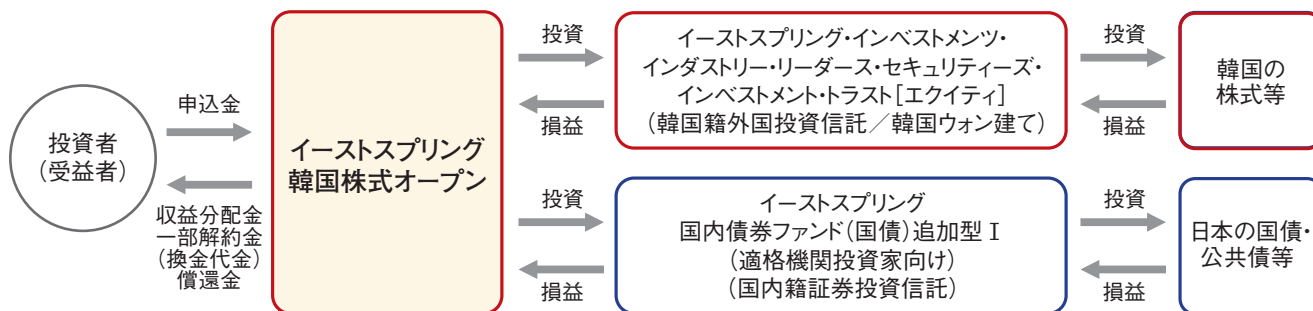 投資者
(受益者)
申込金
収益分配金
一部解約金
(換金代金)
償還金
イーストスプリング
韓国株式オープン
投資
損益
イーストスプリング・インベストメンツ・
インダストリー・リーダース・セキュリティーズ・
インベストメント・トラスト[エクイティ]
(韓国籍外国投資信託/韓国ウォン建て)
投資
損益
韓国の
株式等
投資
損益
イーストスプリング
国内債券ファンド(国債)追加型 I
(適格機関投資家向け)
(国内籍証券投資信託)
投資
損益
日本の国債・
公共債等